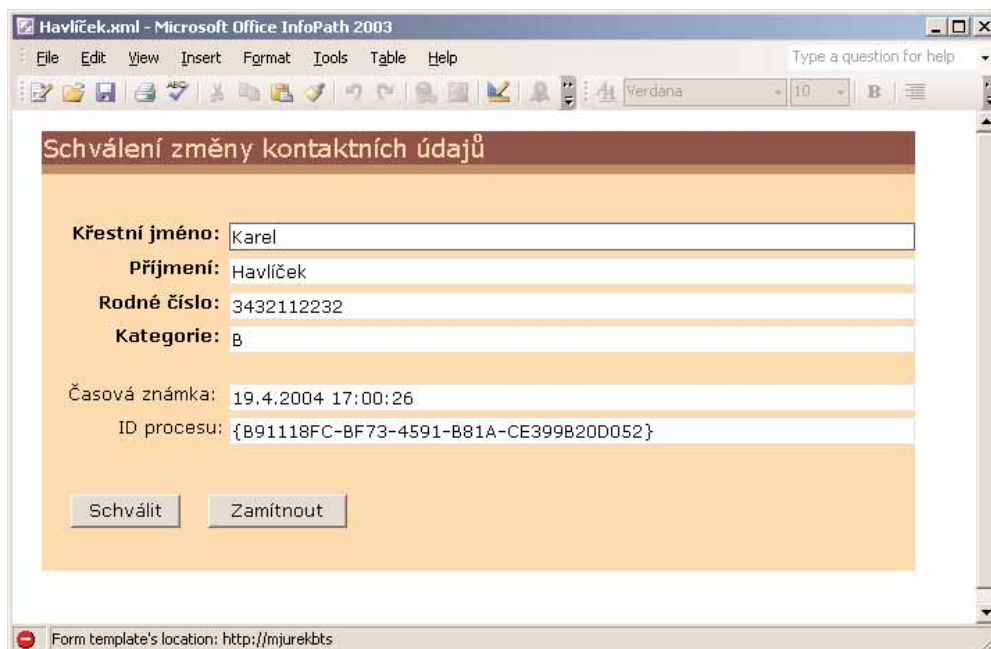 Havlíček.xml - Microsoft Office InfoPath 2003
File Edit View Insert Format Tools Table Help Type a question for help
ABC Verdana 10 B
Schválení změny kontaktních údajů
Křestní jméno: Karel
Příjmení: Havlíček
Rodné číslo: 3432112232
Kategorie: B
Časová známka: 19.4.2004 17:00:26
ID procesu: {B91118FC-BF73-4591-B81A-CE399B20D052}
Schválit Zamítnout
Form template's location: http://mjurekbts